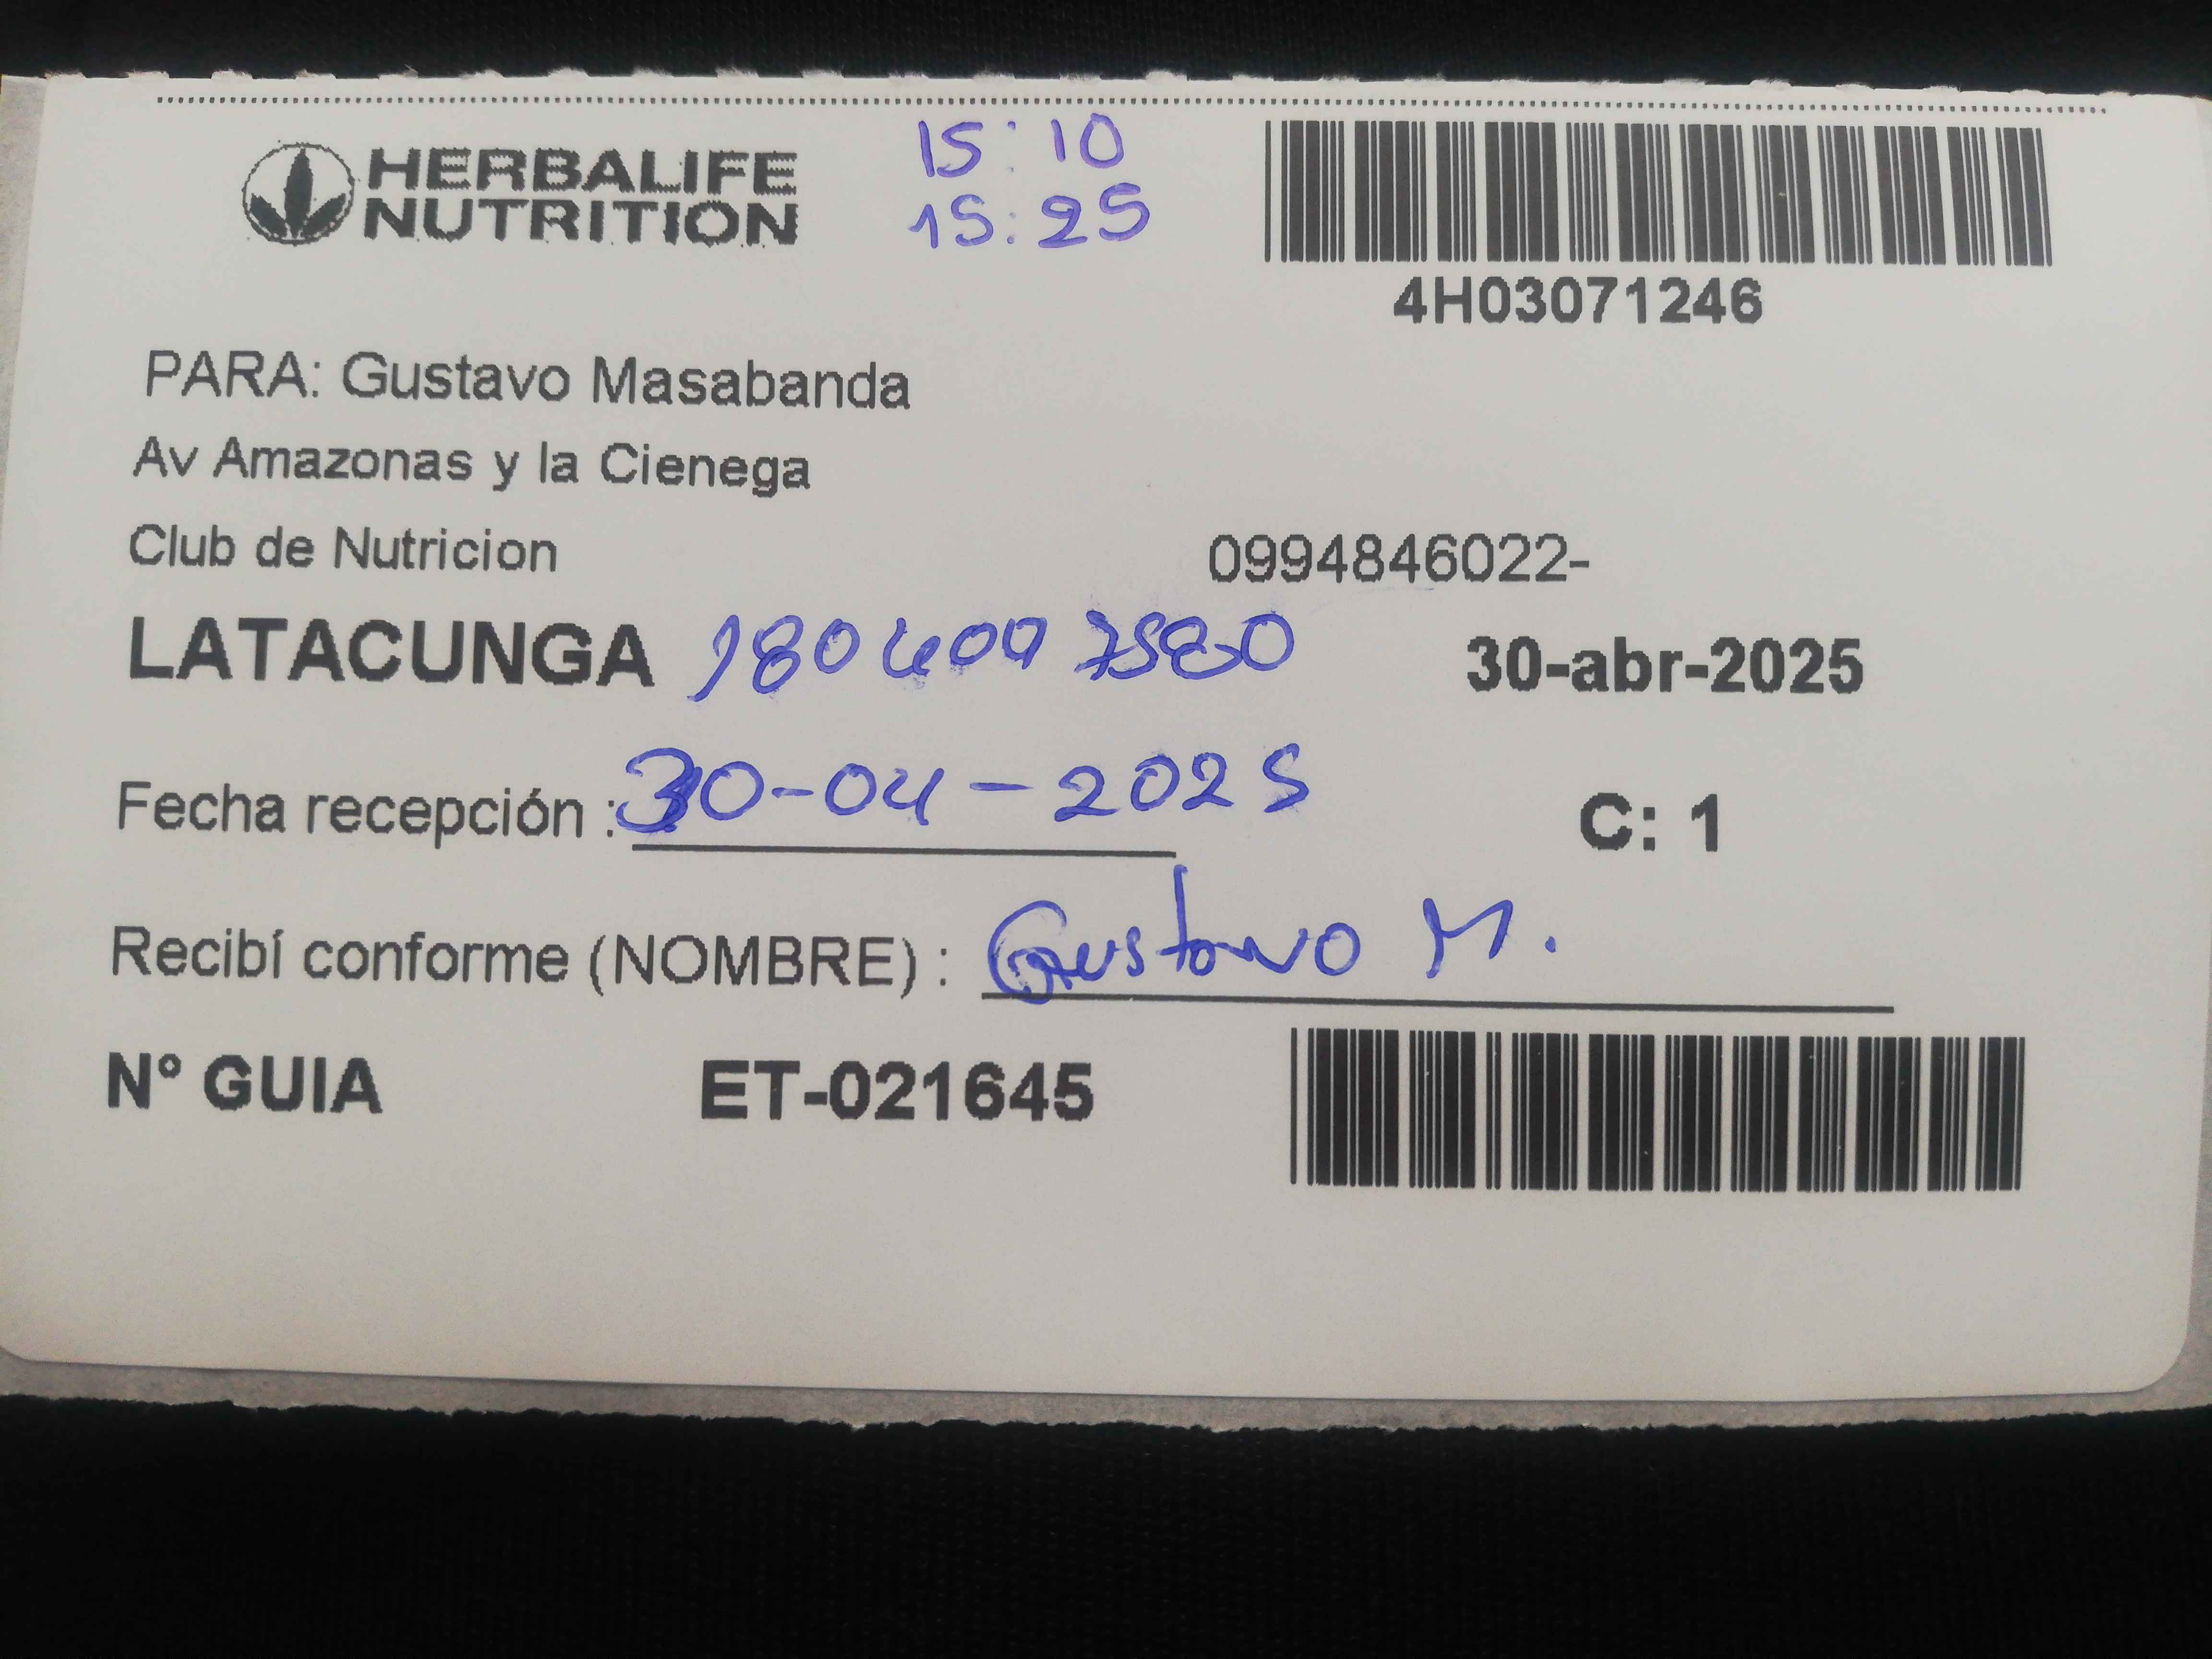 HERBALIFE
NUTRITION
15:10
15:25
4H03071246
PARA: Gustavo Masabanda
Av Amazonas y la Cienega
Club de Nutricion
0994846022-
LATACUNGA 1804097580 30-abr-2025
Fecha recepción : 30-04-2025 C: 1
Recibí conforme (NOMBRE) : Gustavo M.
N° GUIA ET-021645